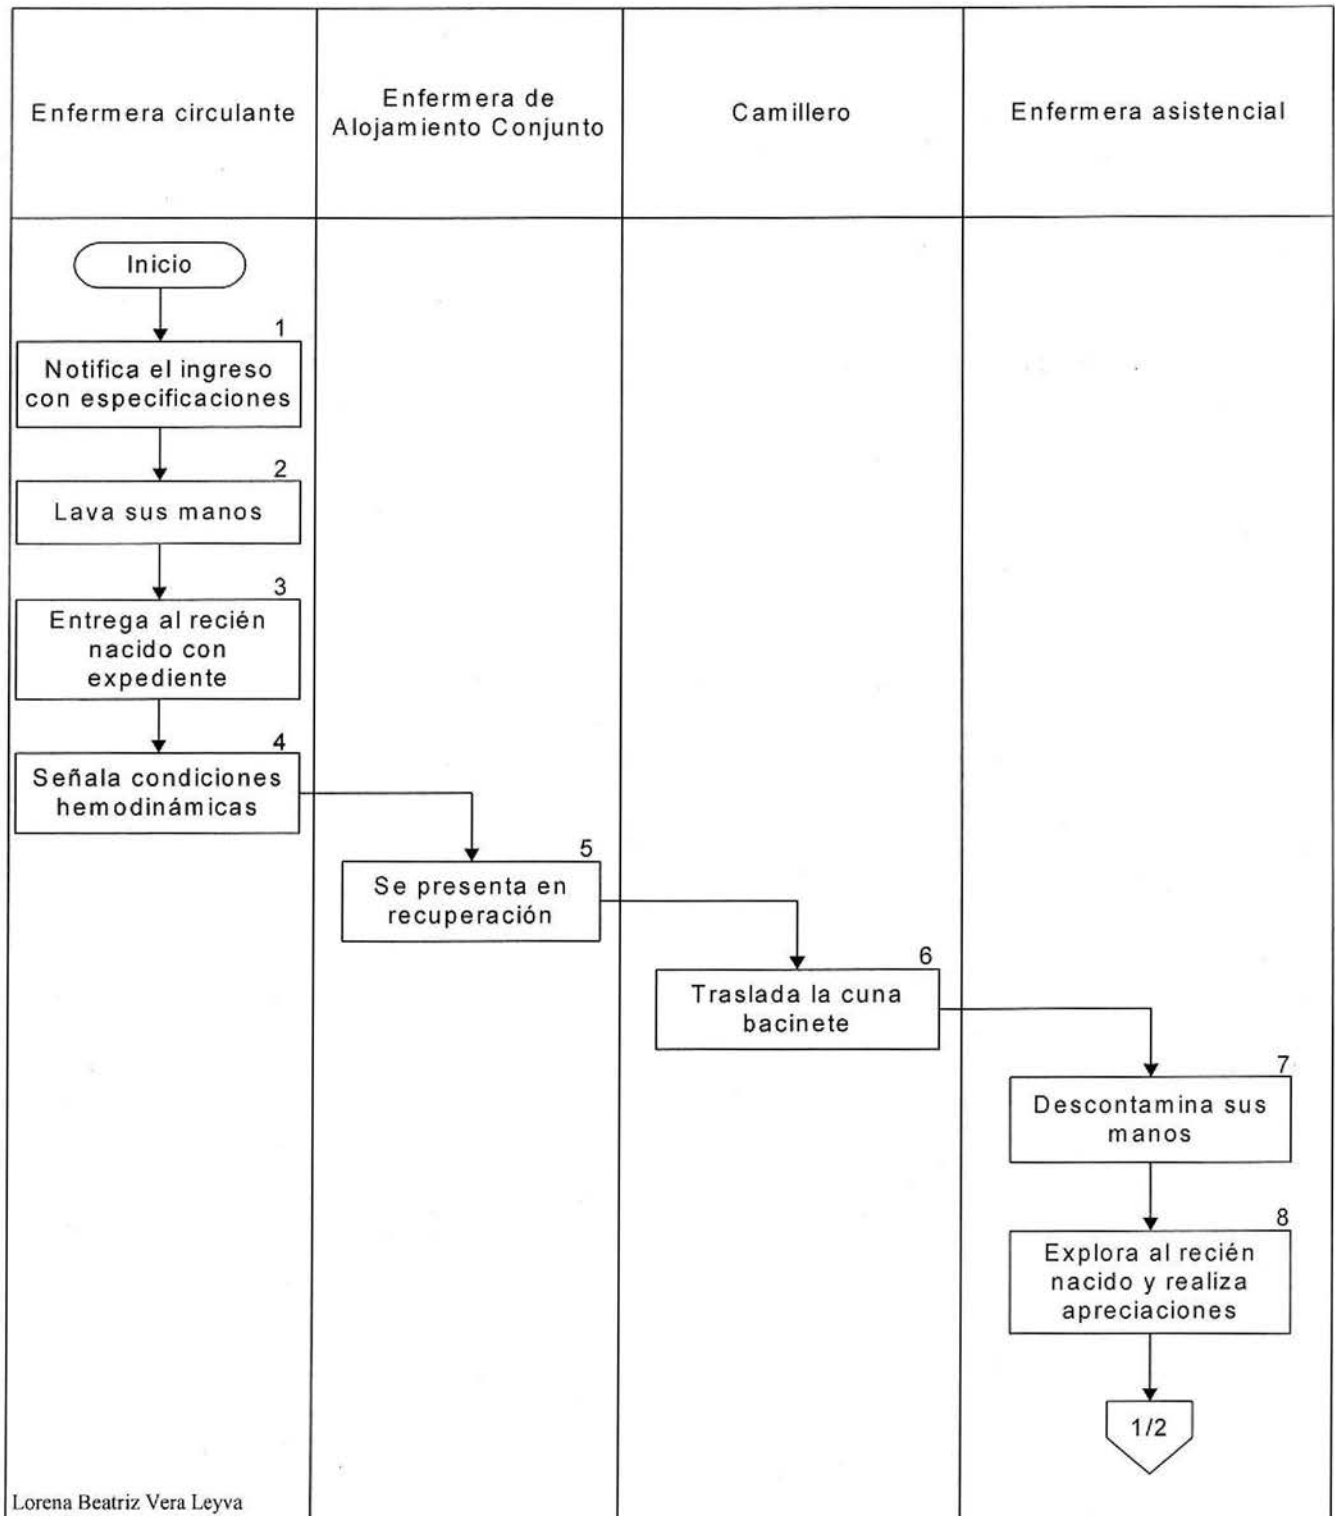 Enfermera circulante
Enfermera de
Alojamiento Conjunto
Camillero
Enfermera asistencial
Inicio
1
Notifica el ingreso
con especificaciones
2
Lava sus manos
3
Entrega al recién
nacido con
expediente
4
Señala condiciones
hemodinámicas
5
Se presenta en
recuperación
6
Traslada la cuna
bacinete
7
Descontamina sus
manos
8
Explora al recién
nacido y realiza
apreciaciones
1/2
Lorena Beatriz Vera Leyva